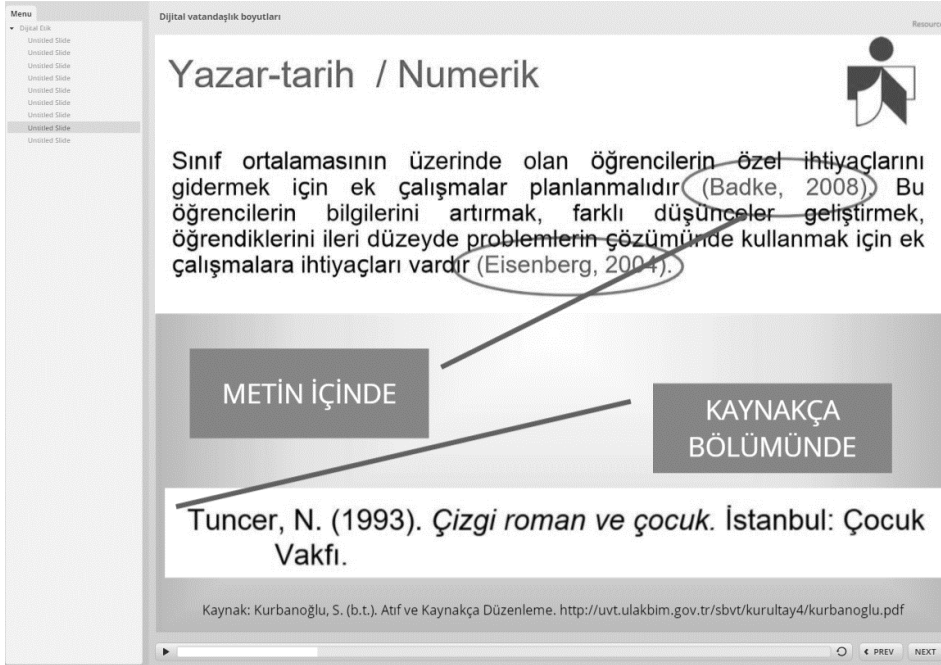 Menu
Dijital Etik
Untitled Slide
Untitled Slide
Untitled Slide
Untitled Slide
Untitled Slide
Untitled Slide
Untitled Slide
Untitled Slide
Untitled Slide
Dijital vatandaşlık boyutları
Resource
Yazar-tarih / Numerik
Sınıf ortalamasının üzerinde olan öğrencilerin özel ihtiyaçlarını
gidermek için ek çalışmalar planlanmalıdır (Badke, 2008). Bu
öğrencilerin bilgilerini artırmak, farklı düşünceler geliştirmek,
öğrendiklerini ileri düzeyde problemlerin çözümünde kullanmak için ek
çalışmalara ihtiyaçları vardır (Eisenberg, 2004).
METİN İÇİNDE
KAYNAKÇA
BÖLÜMÜNDE
Tuncer, N. (1993). Çizgi roman ve çocuk. İstanbul: Çocuk
Vakfı.
Kaynak: Kurbanoğlu, S. (b.t.). Atıf ve Kaynakça Düzenleme. http://uvt.ulakbim.gov.tr/sbvt/kurultay4/kurbanoglu.pdf
PREV
NEXT